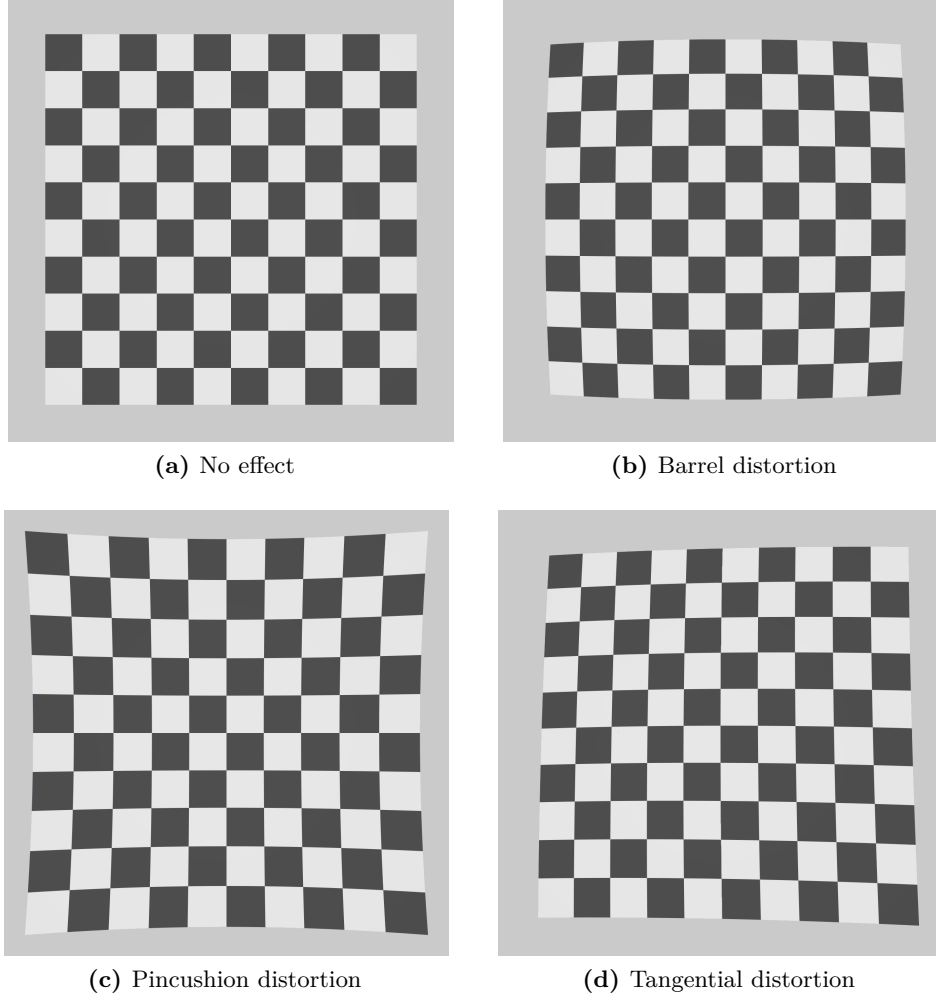 (a) No effect
(b) Barrel distortion
(c) Pincushion distortion
(d) Tangential distortion